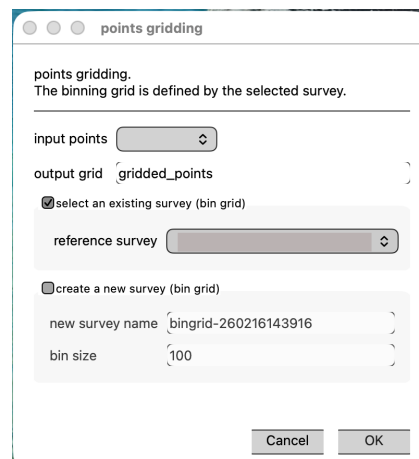 points gridding
points gridding.
The binning grid is defined by the selected survey.
input points
output grid gridded_points
select an existing survey (bin grid)
reference survey
create a new survey (bin grid)
new survey name bingrid-260216143916
bin size 100
Cancel OK